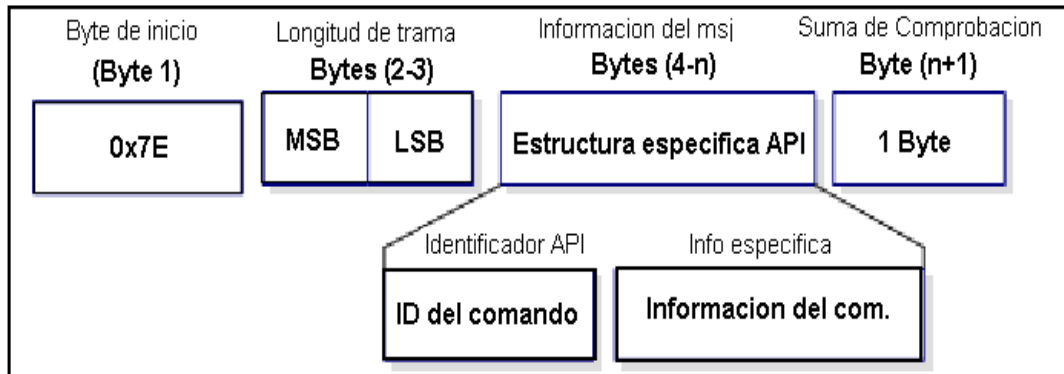 Byte de inicio
(Byte 1)
Longitud de trama
Bytes (2-3)
Informacion del msj
Bytes (4-n)
Suma de Comprobacion
Byte (n+1)
0x7E
MSB
LSB
Estructura especifica API
1 Byte
Identificador API
Info especifica
ID del comando
Informacion del com.